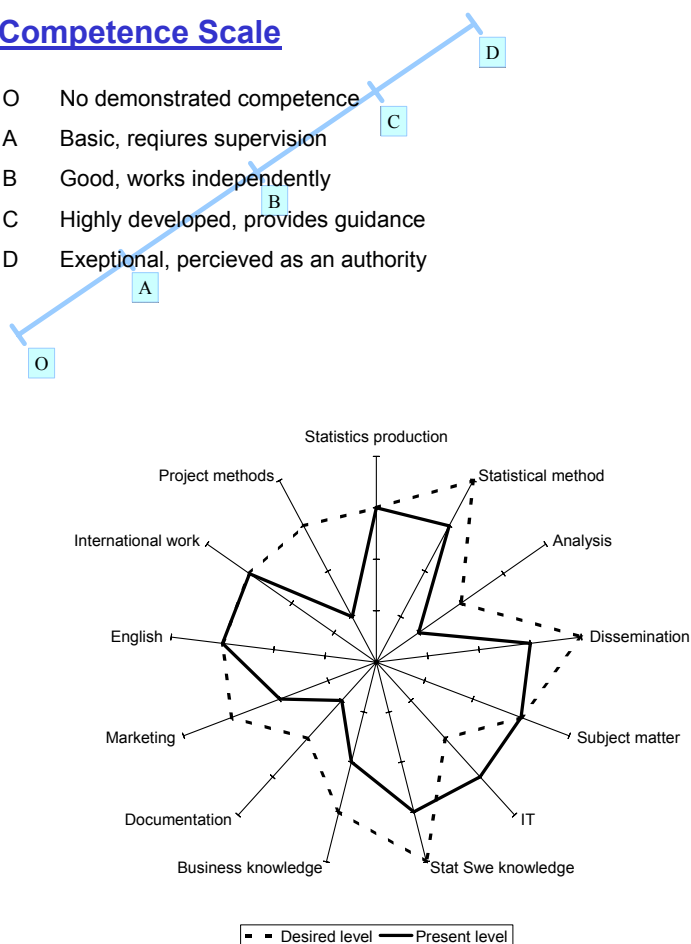 Competence Scale
D
O No demonstrated competence
C
A Basic, reqiures supervision
B Good, works independently
B
C Highly developed, provides guidance
D Exeptional, percieved as an authority
A
O
Statistics production
Project methods
Statistical method
International work
Analysis
English
Dissemination
Marketing
Subject matter
Documentation
IT
Business knowledge
Stat Swe knowledge
Desired level Present level